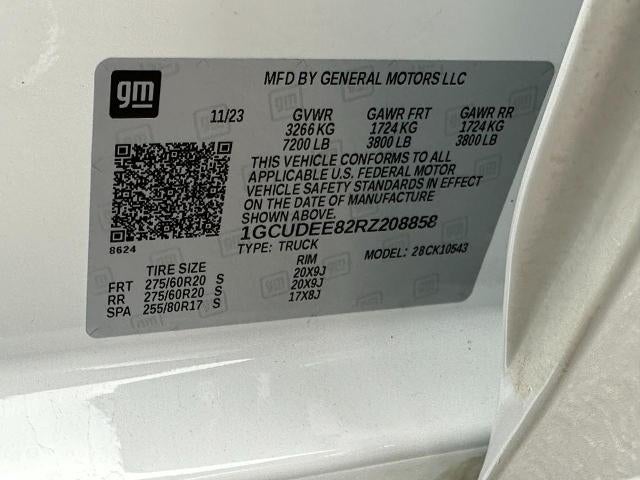 gm
MFD BY GENERAL MOTORS LLC
11/23 GVWR GAWR FRT GAWR RR
3266 KG 1724 KG 1724 KG
7200 LB 3800 LB 3800 LB
THIS VEHICLE CONFORMS TO ALL
APPLICABLE U.S. FEDERAL MOTOR
VEHICLE SAFETY STANDARDS IN EFFECT
ON THE DATE OF MANUFACTURE
SHOWN ABOVE.
1GCUDEE82RZ208858
8624
TYPE: TRUCK MODEL: 28CK10543
TIRE SIZE RIM
FRT 275/60R20 S 20X9J
RR 275/60R20 S 20X9J
SPA 255/80R17 S 17X8J